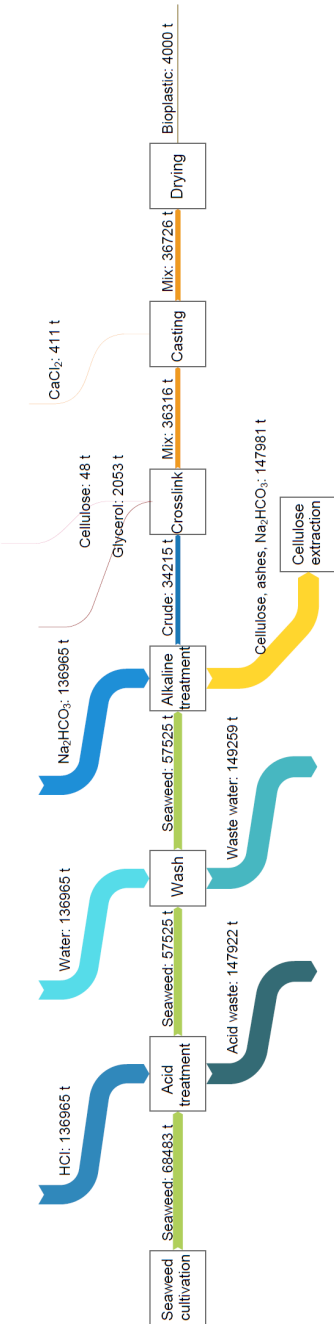 Seaweed
cultivation
Seaweed: 68483 t
HCl: 136965 t
Acid
treatment
Acid waste: 147922 t
Seaweed: 57525 t
Water: 136965 t
Wash
Waste water: 149259 t
Seaweed: 57525 t
Na₂HCO₃: 136965 t
Alkaline
treatment
Cellulose, ashes, Na₂HCO₃: 147981 t
Cellulose
extraction
Crude: 34215 t
Glycerol: 2053 t
Cellulose: 48 t
Crosslink
Mix: 36316 t
CaCl₂: 411 t
Casting
Mix: 36726 t
Drying
Bioplastic: 4000 t